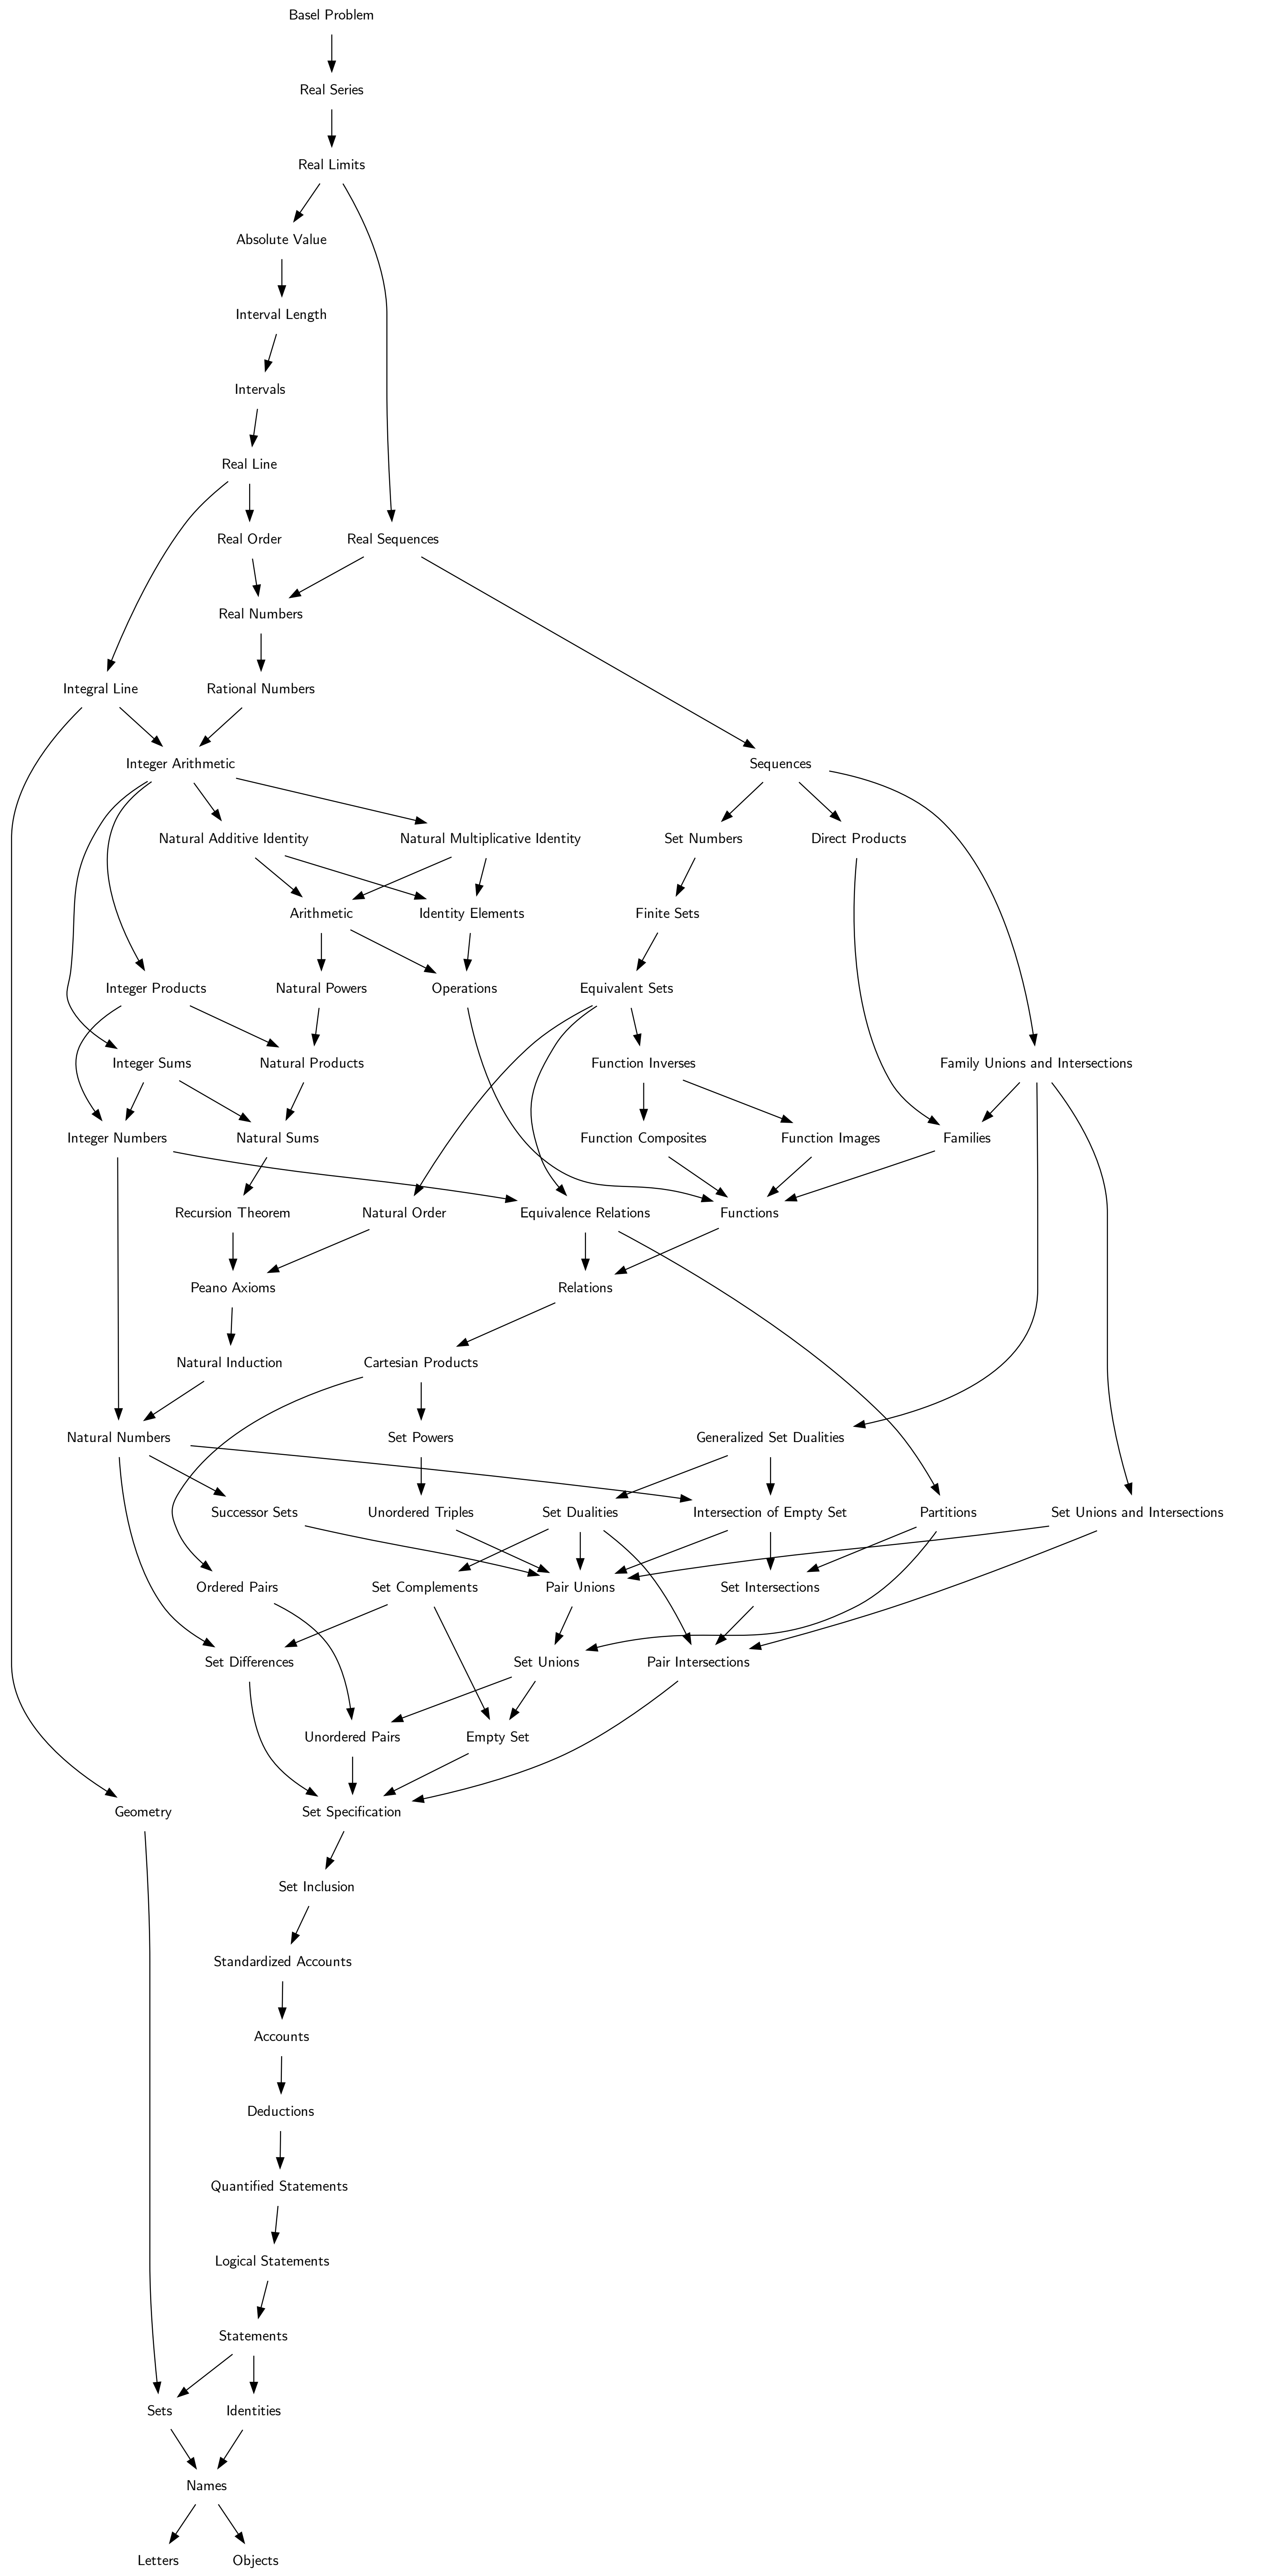 Basel Problem
Real Series
Real Limits
Absolute Value
Interval Length
Intervals
Real Line
Real Order
Real Sequences
Real Numbers
Integral Line
Rational Numbers
Integer Arithmetic
Sequences
Natural Additive Identity
Natural Multiplicative Identity
Set Numbers
Direct Products
Arithmetic
Identity Elements
Finite Sets
Integer Products
Natural Powers
Operations
Equivalent Sets
Integer Sums
Natural Products
Function Inverses
Family Unions and Intersections
Integer Numbers
Natural Sums
Function Composites
Function Images
Families
Recursion Theorem
Natural Order
Equivalence Relations
Functions
Peano Axioms
Relations
Natural Induction
Cartesian Products
Natural Numbers
Set Powers
Generalized Set Dualities
Successor Sets
Unordered Triples
Set Dualities
Intersection of Empty Set
Partitions
Set Unions and Intersections
Ordered Pairs
Set Complements
Pair Unions
Set Intersections
Set Differences
Set Unions
Pair Intersections
Unordered Pairs
Empty Set
Geometry
Set Specification
Set Inclusion
Standardized Accounts
Accounts
Deductions
Quantified Statements
Logical Statements
Statements
Sets
Identities
Names
Letters
Objects